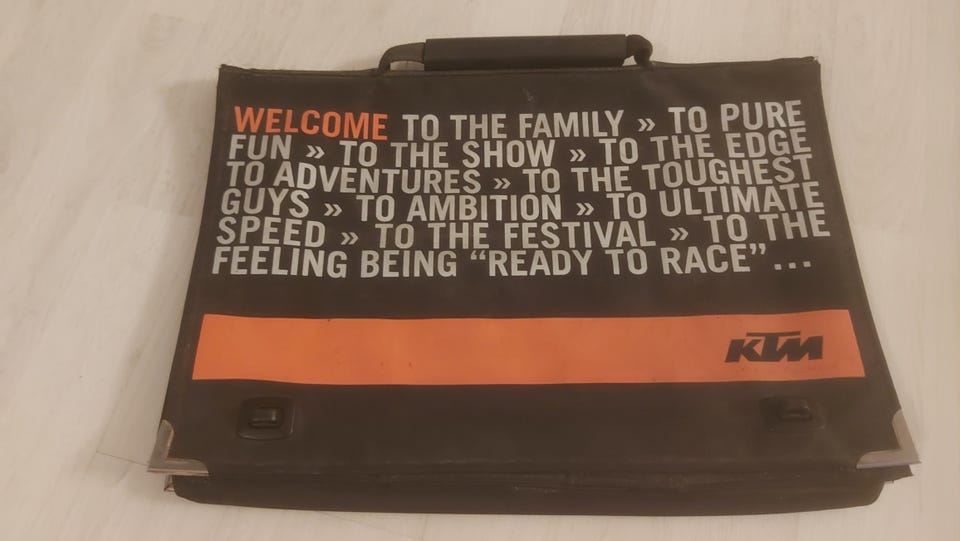 WELCOME TO THE FAMILY » TO PURE
FUN » TO THE SHOW » TO THE EDGE
TO ADVENTURES » TO THE TOUGHEST
GUYS » TO AMBITION » TO ULTIMATE
SPEED » TO THE FESTIVAL » TO THE
FEELING BEING “READY TO RACE” ...
KTM